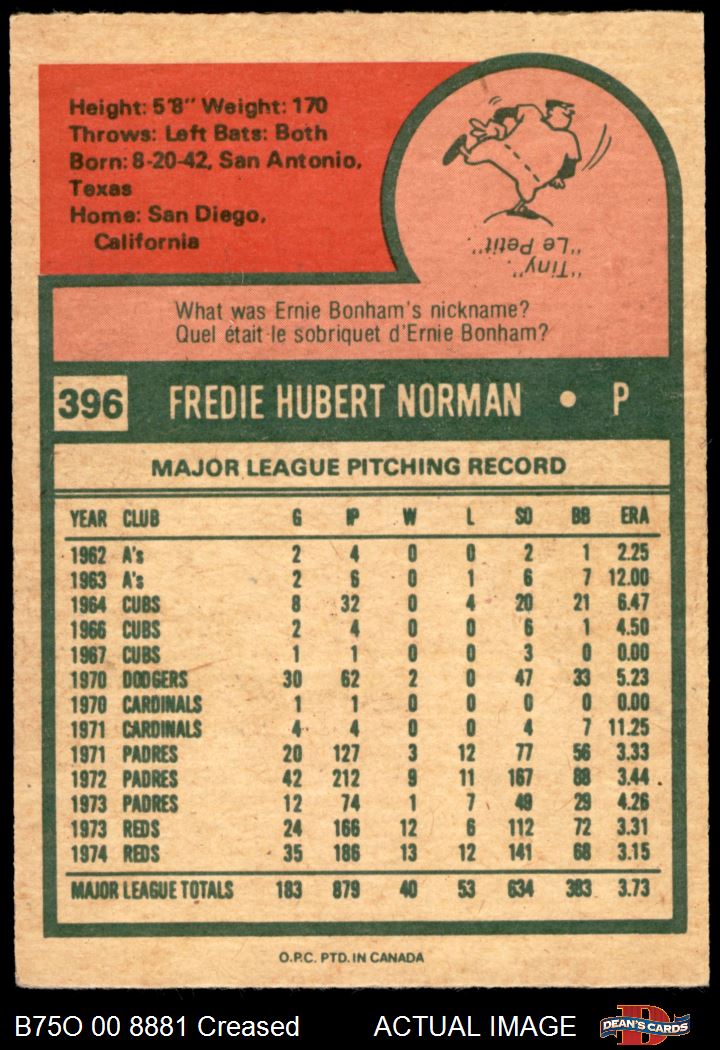 Height: 5'8" Weight: 170
Throws: Left Bats: Both
Born: 8-20-42, San Antonio,
Texas
Home: San Diego,
California
"Tiny".
"Le Petit".
What was Ernie Bonham's nickname?
Quel était le sobriquet d'Ernie Bonham?
396 FREDIE HUBERT NORMAN • P
MAJOR LEAGUE PITCHING RECORD
YEAR CLUB G IP W L SO BB ERA
1962 A's 2 4 0 0 2 1 2.25
1963 A's 2 6 0 1 6 7 12.00
1964 CUBS 8 32 0 4 20 21 6.47
1966 CUBS 2 4 0 0 6 1 4.50
1967 CUBS 1 1 0 0 3 0 0.00
1970 DODGERS 30 62 2 0 47 33 5.23
1970 CARDINALS 1 1 0 0 0 0 0.00
1971 CARDINALS 4 4 0 0 4 7 11.25
1971 PADRES 20 127 3 12 77 56 3.33
1972 PADRES 42 212 9 11 167 88 3.44
1973 PADRES 12 74 1 7 49 29 4.26
1973 REDS 24 166 12 6 112 72 3.31
1974 REDS 35 186 13 12 141 68 3.15
MAJOR LEAGUE TOTALS 183 879 40 53 634 383 3.73
O.P.C. PTD. IN CANADA
B75O 00 8881 Creased ACTUAL IMAGE DEAN'S CARDS